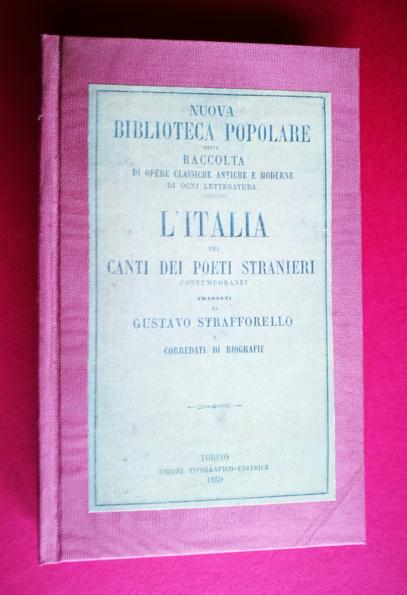 NUOVA
BIBLIOTECA POPOLARE
OSSIA
RACCOLTA
DI OPERE CLASSICHE ANTICHE E MODERNE
DI OGNI LETTERATURA.
L'ITALIA
NEI
CANTI DEI POETI STRANIERI
CONTEMPORANEI
TRADOTTI
DA
GUSTAVO STRAFFORELLO
E
CORREDATI DI BIOGRAFIE
TORINO
UNIONE TIPOGRAFICO-EDITRICE
1859